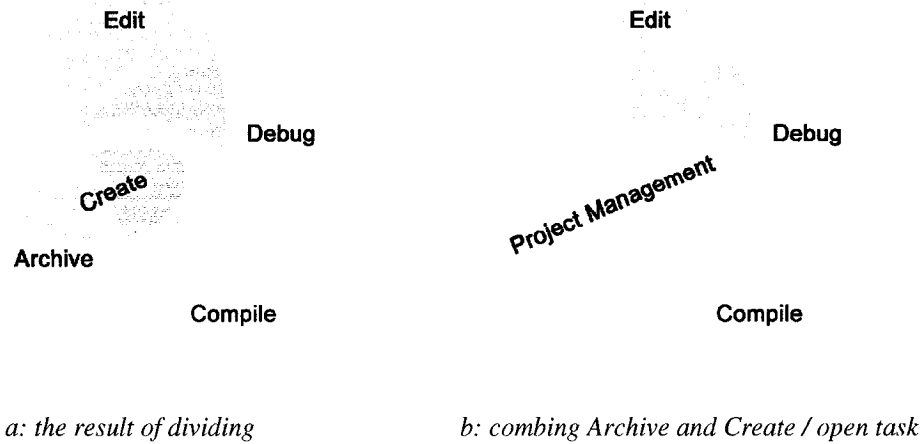 Edit
Debug
Create
Archive
Compile
a: the result of dividing
Edit
Debug
Project Management
Compile
b: combing Archive and Create / open task